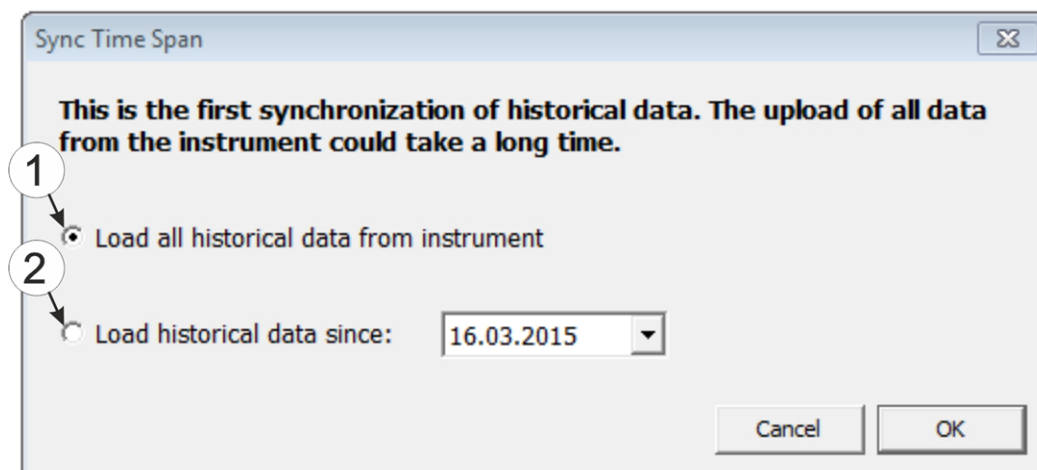 Sync Time Span
This is the first synchronization of historical data. The upload of all data
from the instrument could take a long time.
1
Load all historical data from instrument
2
Load historical data since: 16.03.2015
Cancel OK